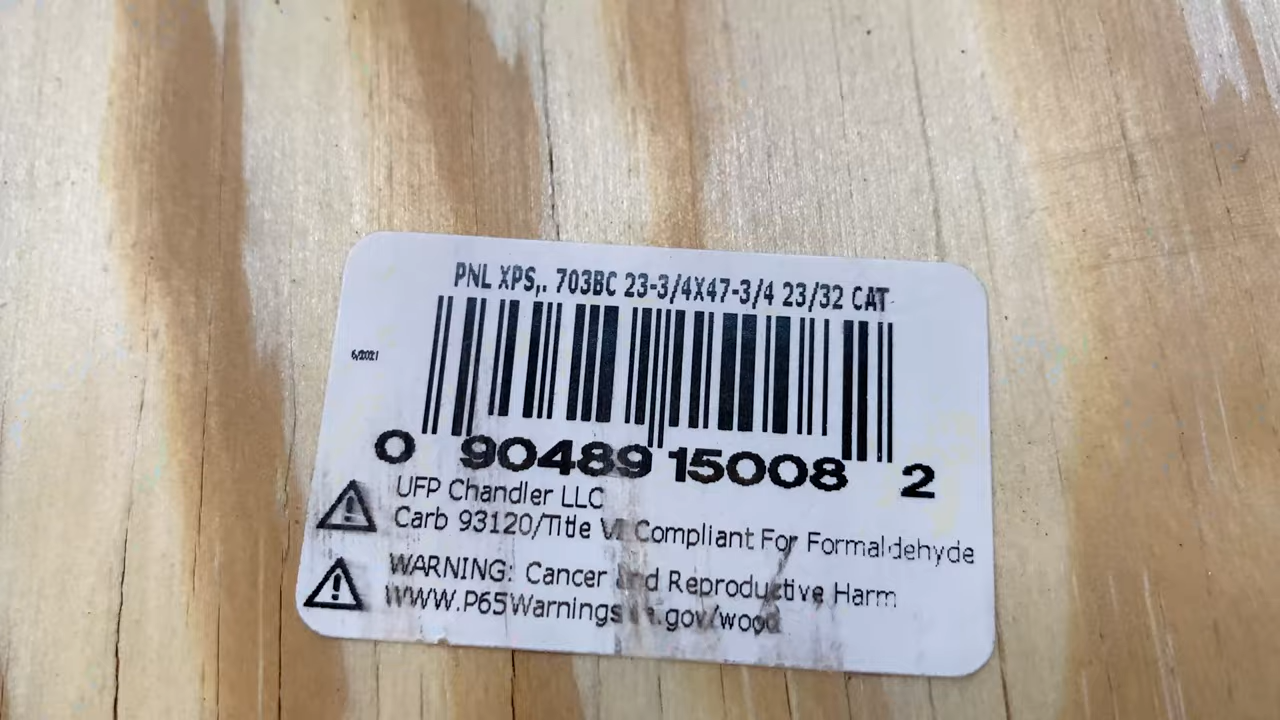 PNL XPS,. 703BC 23-3/4X47-3/4 23/32 CAT
6/2021
0 90489 15008 2
UFP Chandler LLC
Carb 93120/Title VI Compliant For Formaldehyde
WARNING: Cancer and Reproductive Harm
WWW.P65Warnings.ca.gov/wood